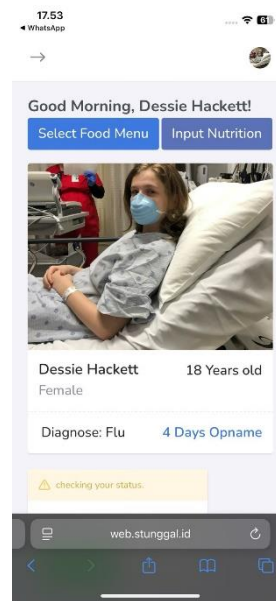 17.53
◀ WhatsApp
Good Morning, Dessie Hackett!
Select Food Menu
Input Nutrition
Dessie Hackett
18 Years old
Female
Diagnose: Flu
4 Days Opname
checking your status.
web.stunggal.id